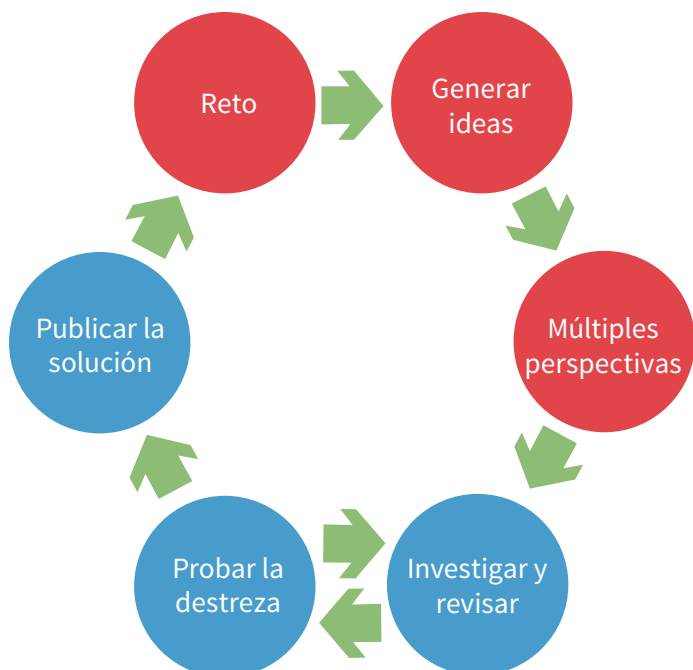 Reto
Generar
ideas
Múltiples
perspectivas
Investigar y
revisar
Probar la
destreza
Publicar la
solución